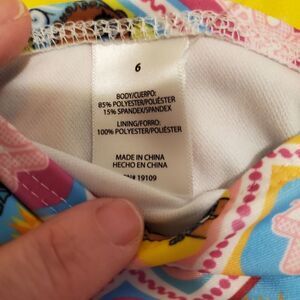 6
BODY/CUERPO:
85% POLYESTER/POLIÉSTER
15% SPANDEX/SPANDEX
LINING/FORRO:
100% POLYESTER/POLIÉSTER
MADE IN CHINA
HECHO EN CHINA
19109